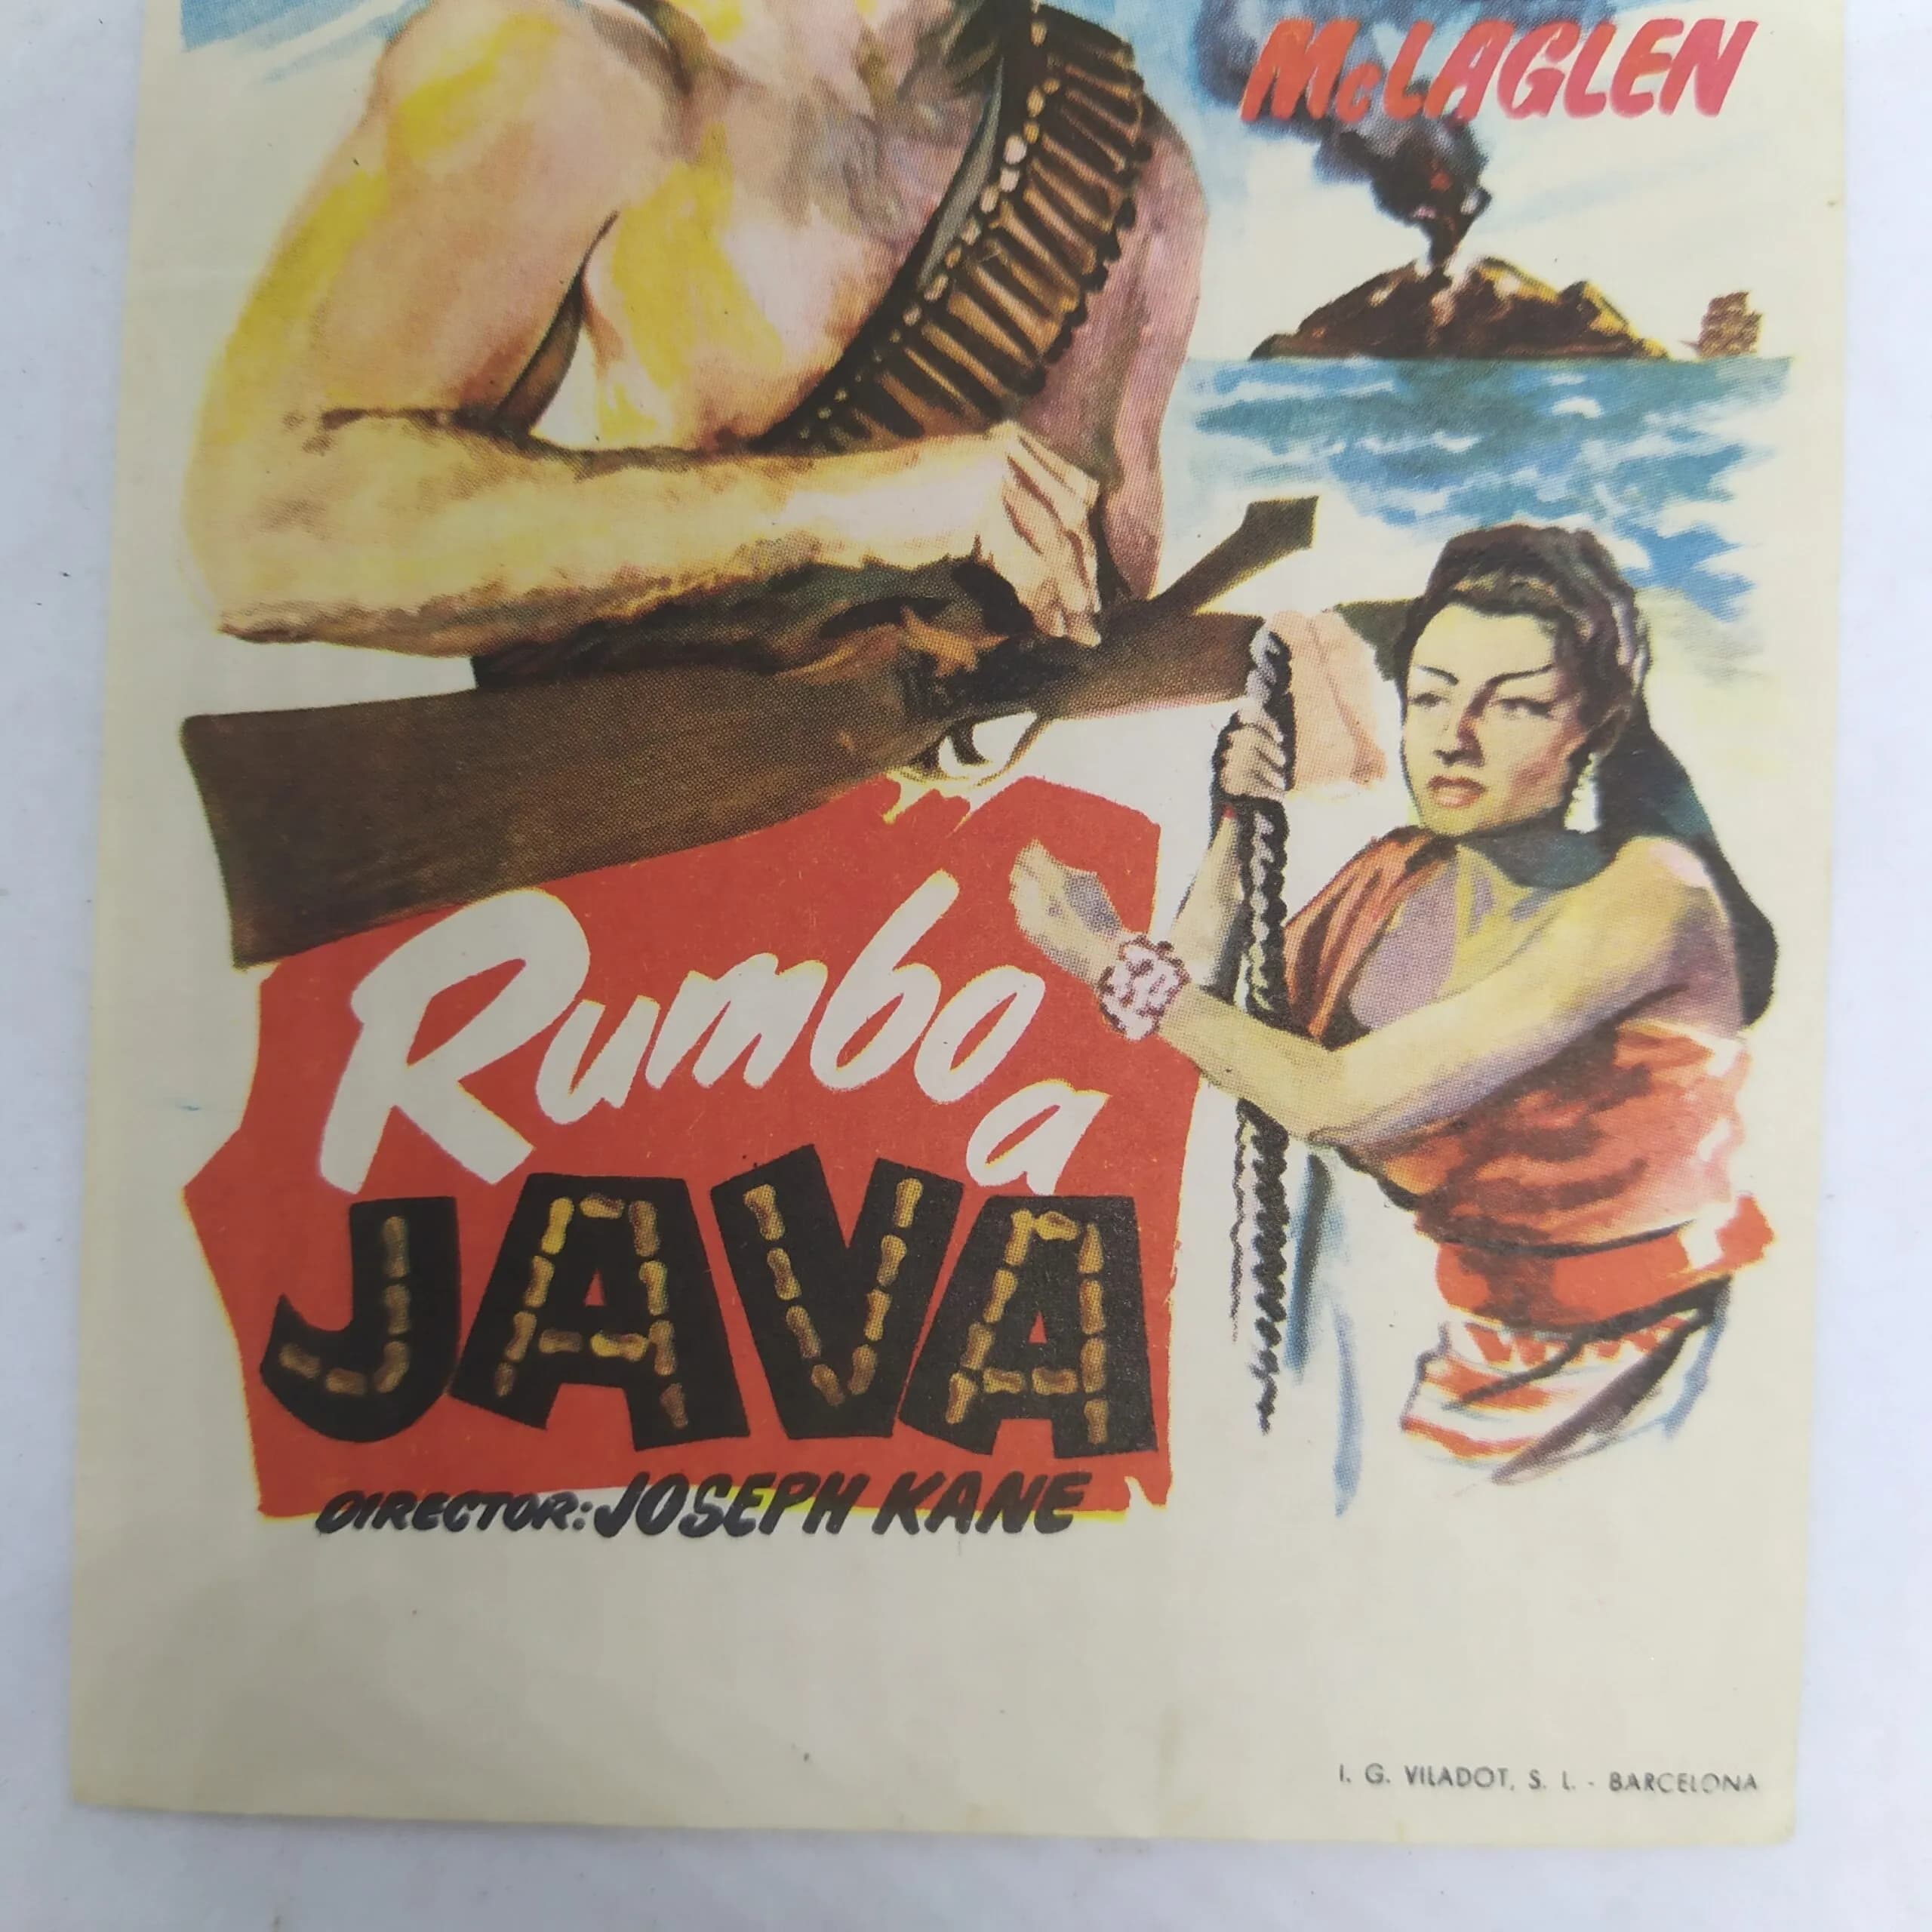 McLAGLEN
Rumbo
a
JAVA
DIRECTOR: JOSEPH KANE
I. G. VILADOT, S. L. - BARCELONA